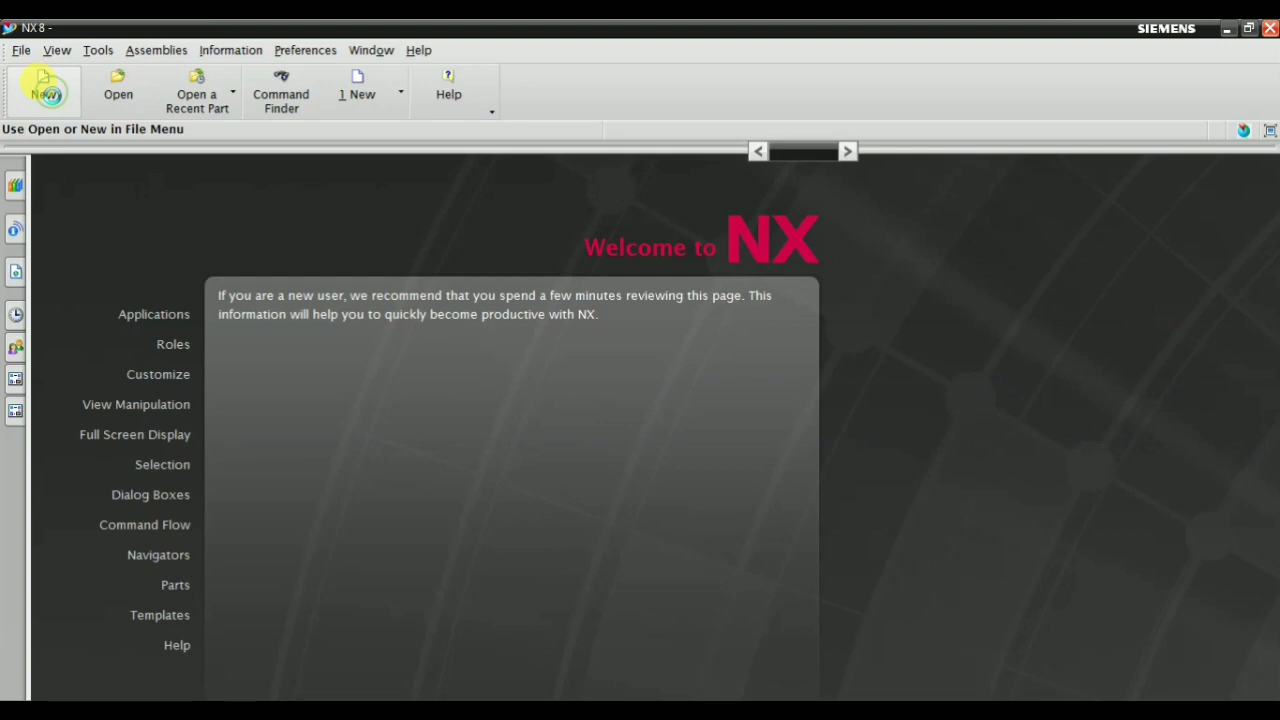 NX 8 -
SIEMENS
File View Tools Assemblies Information Preferences Window Help
New Open Open a Recent Part Command Finder 1 New Help
Use Open or New in File Menu
Welcome to NX
If you are a new user, we recommend that you spend a few minutes reviewing this page. This
information will help you to quickly become productive with NX.
Applications
Roles
Customize
View Manipulation
Full Screen Display
Selection
Dialog Boxes
Command Flow
Navigators
Parts
Templates
Help